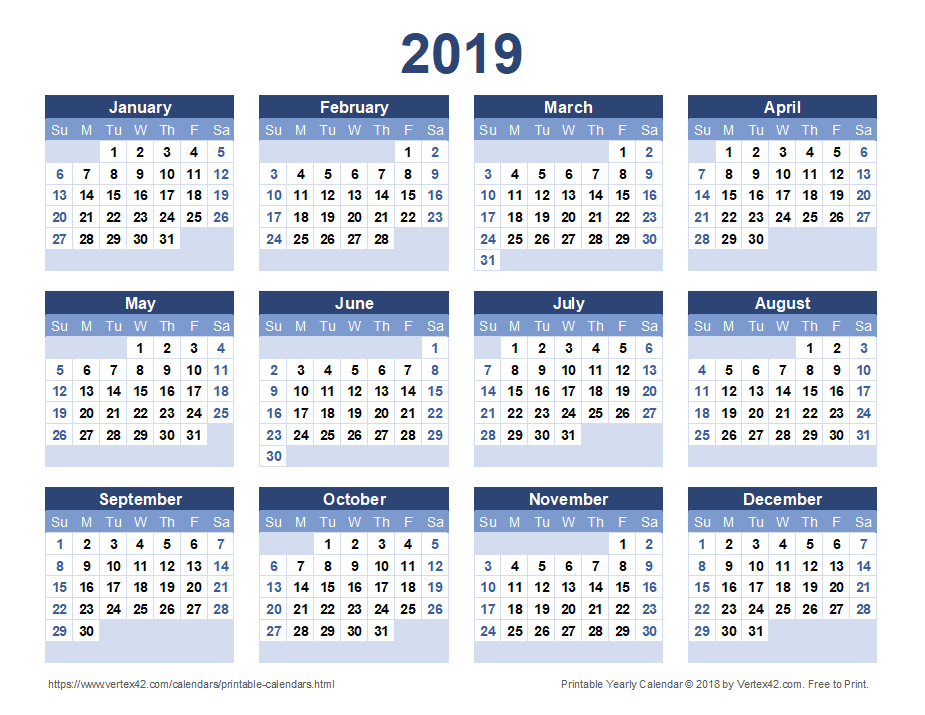 2019
January February March April
Su M Tu W Th F Sa Su M Tu W Th F Sa Su M Tu W Th F Sa Su M Tu W Th F Sa
1 2 3 4 5 1 2 1 2 1 2 3 4 5 6
6 7 8 9 10 11 12 3 4 5 6 7 8 9 3 4 5 6 7 8 9 7 8 9 10 11 12 13
13 14 15 16 17 18 19 10 11 12 13 14 15 16 10 11 12 13 14 15 16 14 15 16 17 18 19 20
20 21 22 23 24 25 26 17 18 19 20 21 22 23 17 18 19 20 21 22 23 21 22 23 24 25 26 27
27 28 29 30 31 24 25 26 27 28 24 25 26 27 28 29 30 28 29 30
31
May June July August
Su M Tu W Th F Sa Su M Tu W Th F Sa Su M Tu W Th F Sa Su M Tu W Th F Sa
1 2 3 4 1 1 2 3 4 5 6 1 2 3
5 6 7 8 9 10 11 2 3 4 5 6 7 8 7 8 9 10 11 12 13 4 5 6 7 8 9 10
12 13 14 15 16 17 18 9 10 11 12 13 14 15 14 15 16 17 18 19 20 11 12 13 14 15 16 17
19 20 21 22 23 24 25 16 17 18 19 20 21 22 21 22 23 24 25 26 27 18 19 20 21 22 23 24
26 27 28 29 30 31 23 24 25 26 27 28 29 28 29 30 31 25 26 27 28 29 30 31
30
September October November December
Su M Tu W Th F Sa Su M Tu W Th F Sa Su M Tu W Th F Sa Su M Tu W Th F Sa
1 2 3 4 5 6 7 1 2 3 4 5 1 2 1 2 3 4 5 6 7
8 9 10 11 12 13 14 6 7 8 9 10 11 12 3 4 5 6 7 8 9 8 9 10 11 12 13 14
15 16 17 18 19 20 21 13 14 15 16 17 18 19 10 11 12 13 14 15 16 15 16 17 18 19 20 21
22 23 24 25 26 27 28 20 21 22 23 24 25 26 17 18 19 20 21 22 23 22 23 24 25 26 27 28
29 30 27 28 29 30 31 24 25 26 27 28 29 30 29 30 31
https://www.vertex42.com/calendars/printable-calendars.html Printable Yearly Calendar © 2018 by Vertex42.com. Free to Print.